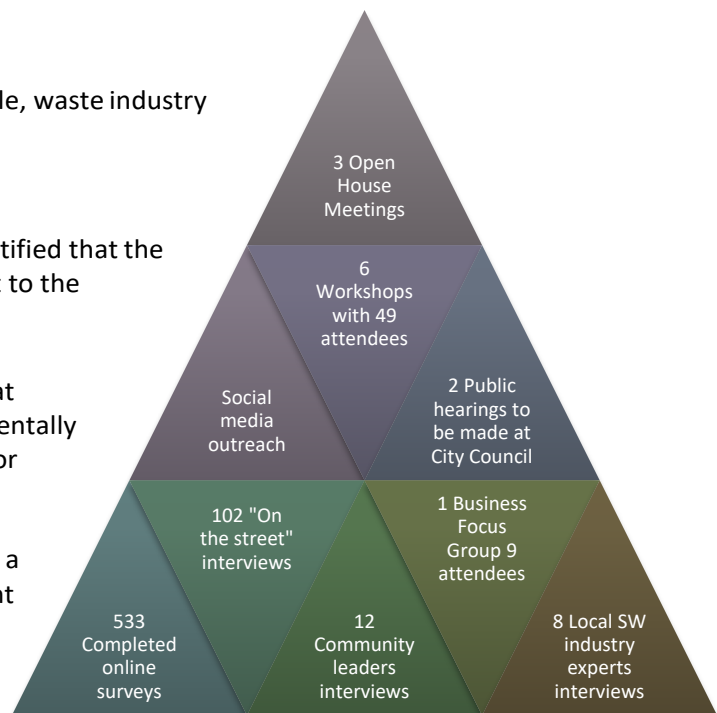 le, waste industry
tified that the
t to the
at
entally
or
a
nt
3 Open
House
Meetings
6
Workshops
with 49
attendees
Social
media
outreach
2 Public
hearings to
be made at
City Council
102 "On
the street"
interviews
1 Business
Focus
Group 9
attendees
533
Completed
online
surveys
12
Community
leaders
interviews
8 Local SW
industry
experts
interviews